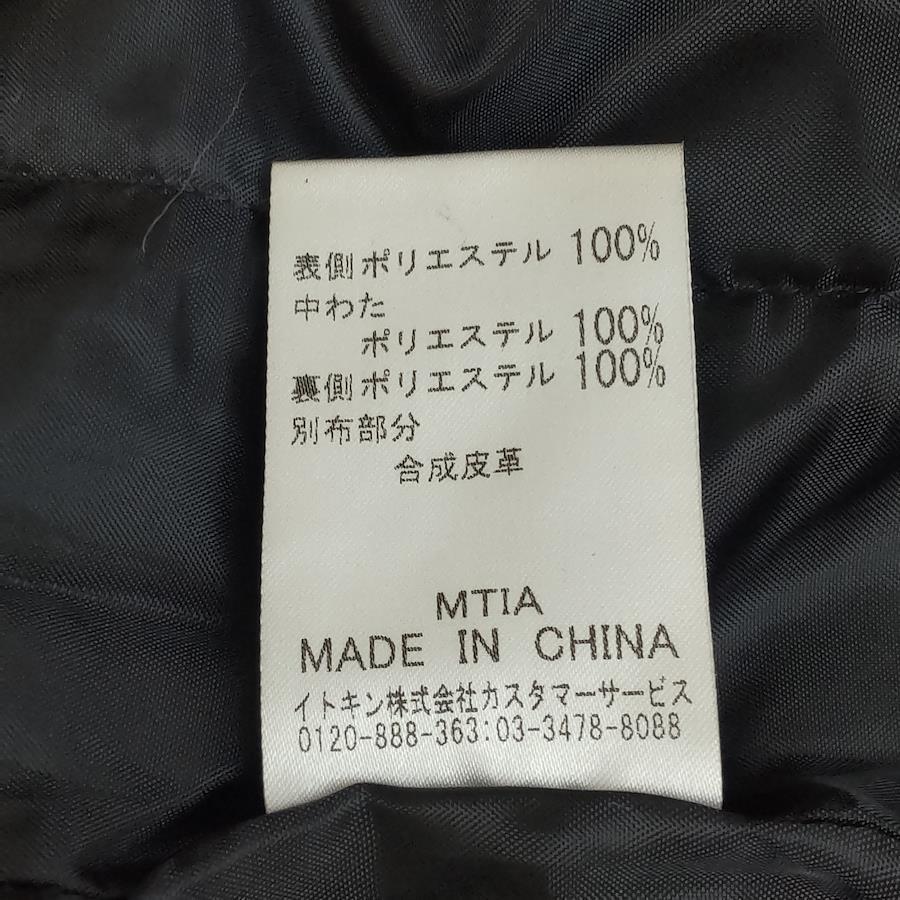 表側ポリエステル 100%
中わた
ポリエステル 100%
裏側ポリエステル 100%
別布部分
合成皮革
MTIA
MADE IN CHINA
イトキン株式会社カスタマーサービス
0120-888-363:03-3478-8088